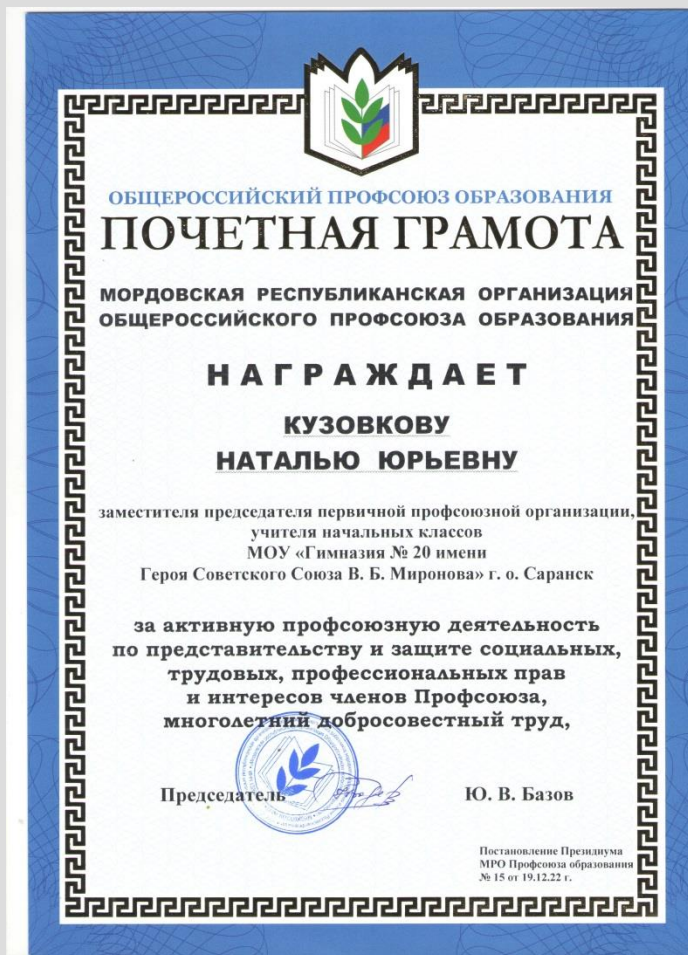 ОБЩЕРОССИЙСКИЙ ПРОФСОЮЗ ОБРАЗОВАНИЯ
ПОЧЕТНАЯ ГРАМОТА
МОРДОВСКАЯ РЕСПУБЛИКАНСКАЯ ОРГАНИЗАЦИЯ
ОБЩЕРОССИЙСКОГО ПРОФСОЮЗА ОБРАЗОВАНИЯ
НАГРАЖДАЕТ
КУЗОВКОВУ
НАТАЛЬЮ ЮРЬЕВНУ
заместителя председателя первичной профсоюзной организации,
учителя начальных классов
МОУ «Гимназия № 20 имени
Героя Советского Союза В. Б. Миронова» г. о. Саранск
за активную профсоюзную деятельность
по представительству и защите социальных,
трудовых, профессиональных прав
и интересов членов Профсоюза,
многолетний добросовестный труд,
Председатель Ю. В. Базов
Постановление Президиума
МРО Профсоюза образования
№ 15 от 19.12.22 г.